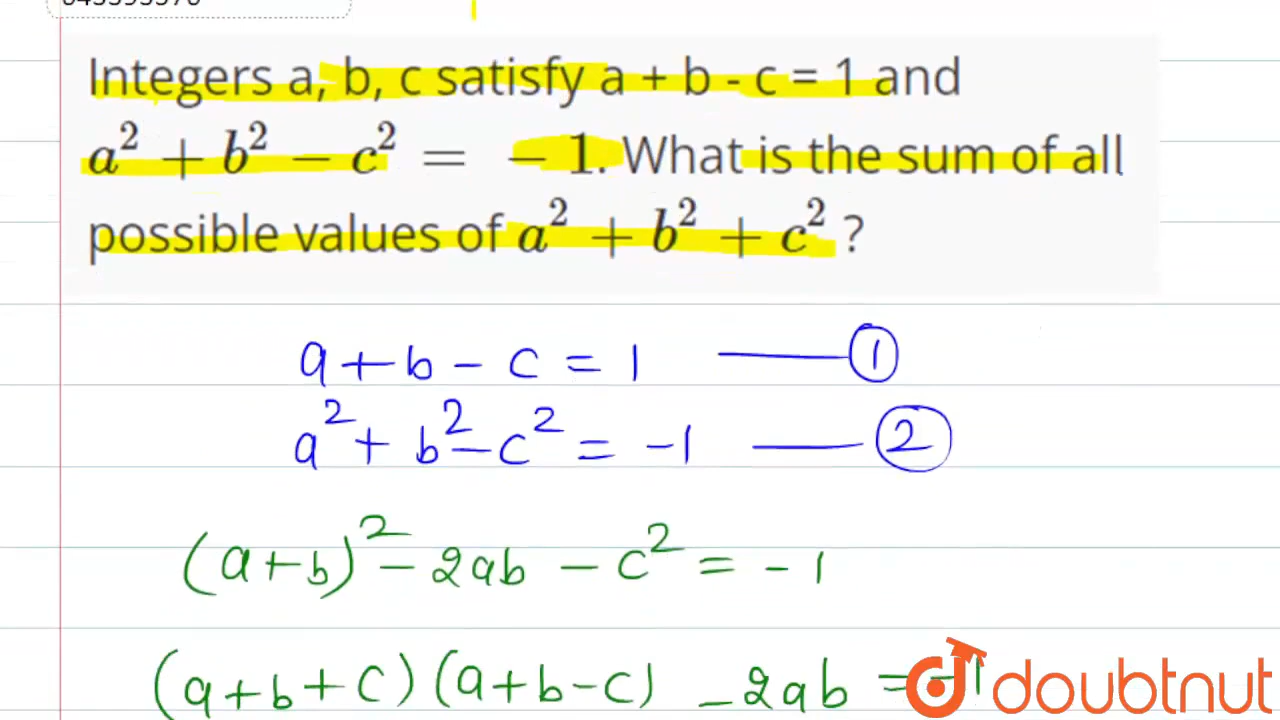 Integers a, b, c satisfy a + b - c = 1 and
a² + b² − c² = − 1. What is the sum of all
possible values of a² + b² + c² ?
a + b − c = 1 —— ①
a² + b² − c² = −1 —— ②
(a+b)² − 2ab − c² = −1
(a+b+c) (a+b−c) − 2ab = −1
doubtnut